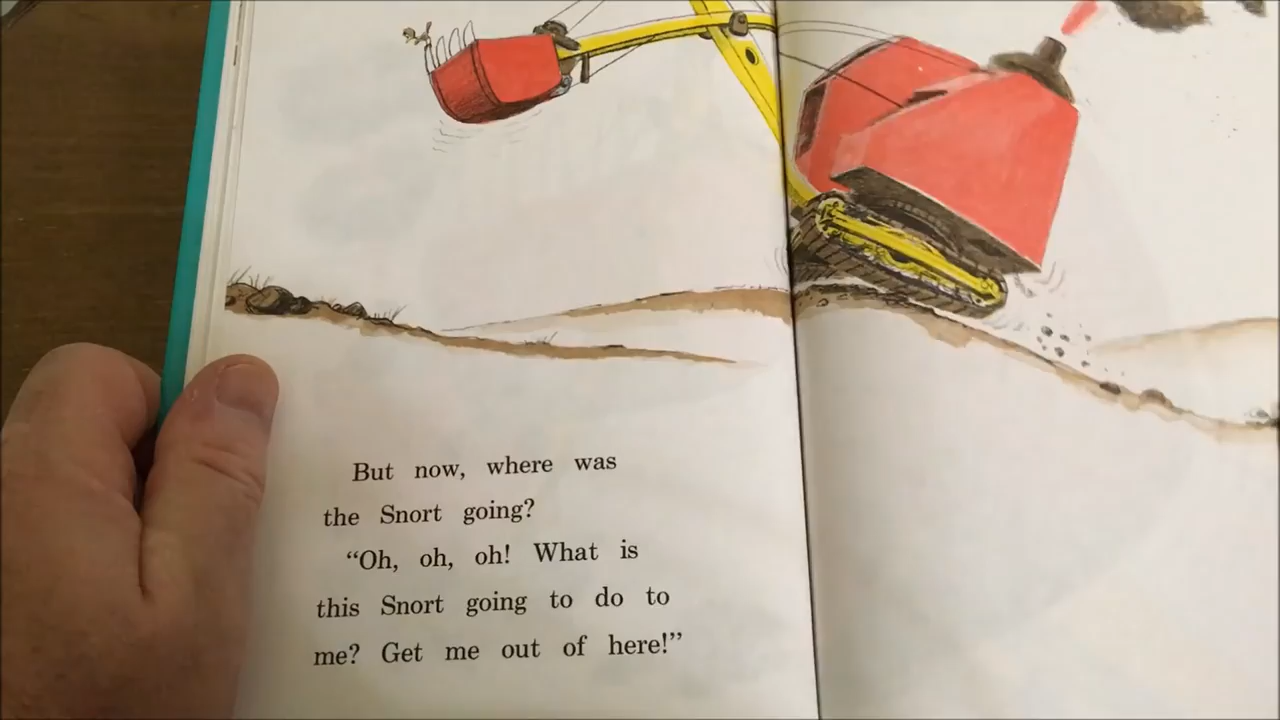 But now, where was
the Snort going?
“Oh, oh, oh! What is
this Snort going to do to
me? Get me out of here!”